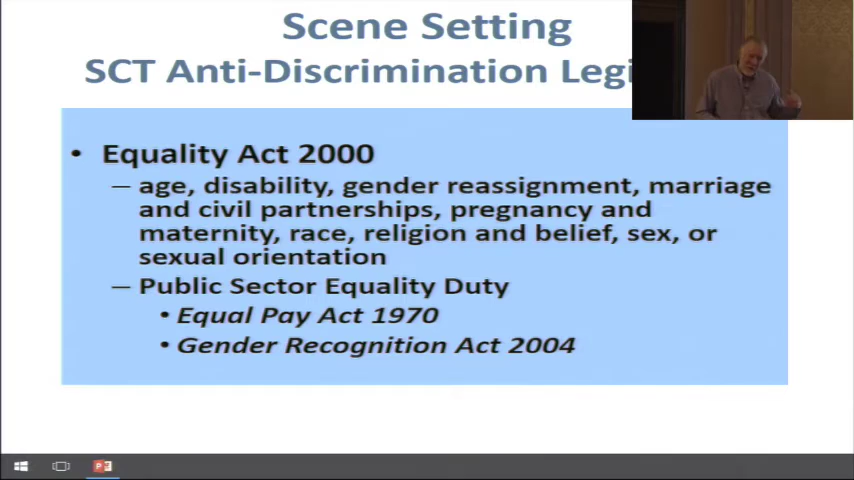 Scene Setting
SCT Anti-Discrimination Legi
• Equality Act 2000
– age, disability, gender reassignment, marriage
and civil partnerships, pregnancy and
maternity, race, religion and belief, sex, or
sexual orientation
– Public Sector Equality Duty
• Equal Pay Act 1970
• Gender Recognition Act 2004